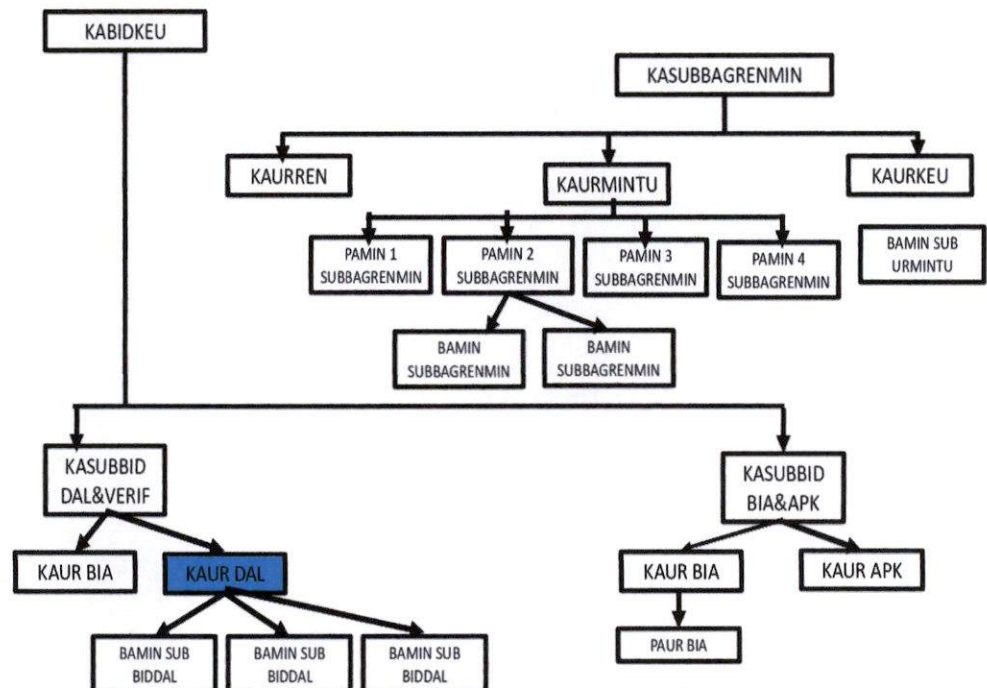 KABIDKEU
KASUBBAGRENMIN
KAURREN
KAURMINTU
KAURKEU
PAMIN 1
SUBBAGRENMIN
PAMIN 2
SUBBAGRENMIN
PAMIN 3
SUBBAGRENMIN
PAMIN 4
SUBBAGRENMIN
BAMIN SUB
URMINTU
BAMIN
SUBBAGRENMIN
BAMIN
SUBBAGRENMIN
KASUBBID
DAL&VERIF
KASUBBID
BIA&APK
KAUR BIA
KAUR DAL
KAUR BIA
KAUR APK
BAMIN SUB
BIDDAL
BAMIN SUB
BIDDAL
BAMIN SUB
BIDDAL
PAUR BIA